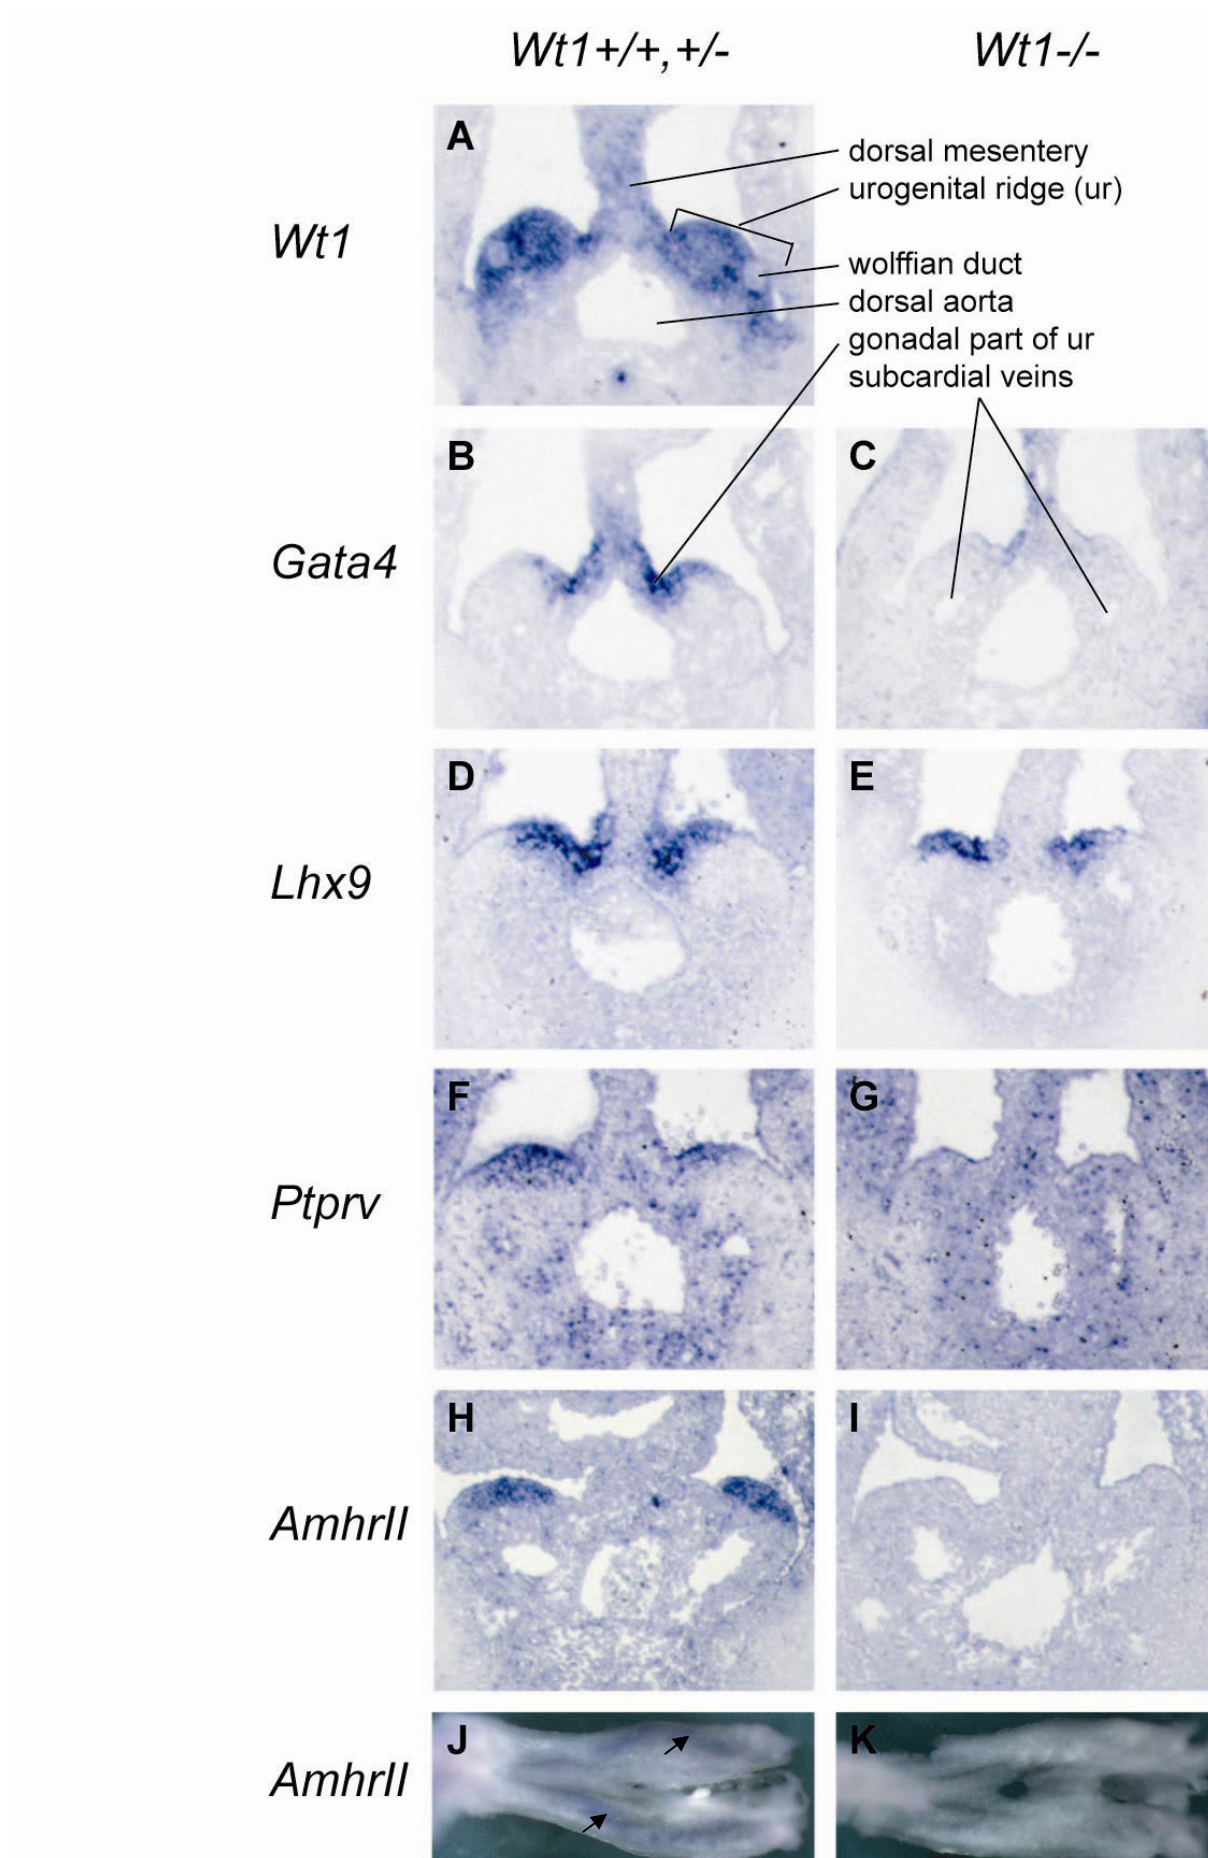 Wt1+/+,+/- Wt1-/-
A
dorsal mesentery
urogenital ridge (ur)
Wt1
wolffian duct
dorsal aorta
gonadal part of ur
subcardial veins
B C
Gata4
D E
Lhx9
F G
Ptprv
H I
AmhrII
J K
AmhrII